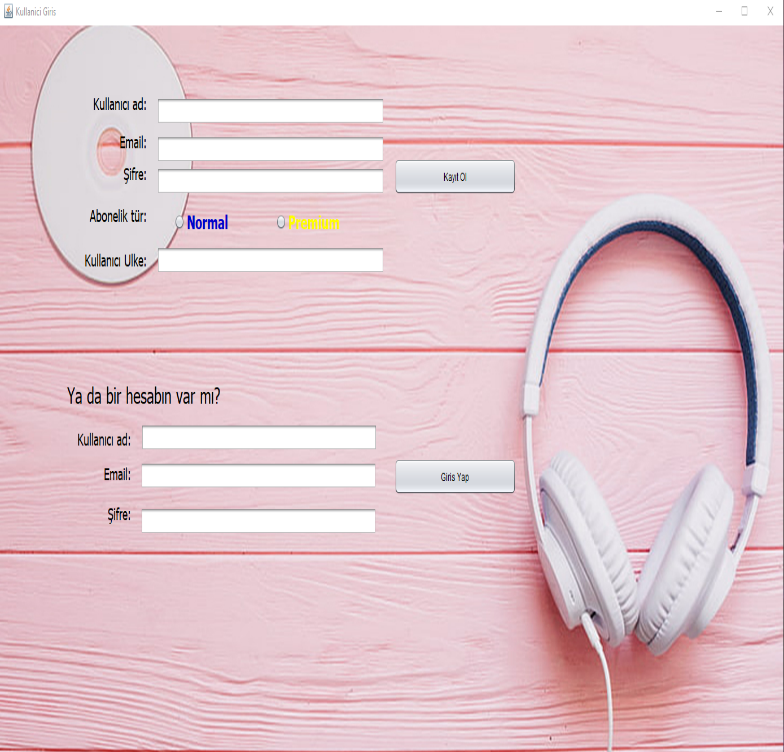 Kullanici Giris
Kullanıcı ad:
Email:
Şifre:
Kayıt Ol
Abonelik tür:
Normal
Premium
Kullanıcı Ulke:
Ya da bir hesabın var mı?
Kullanıcı ad:
Email:
Giris Yap
Şifre: